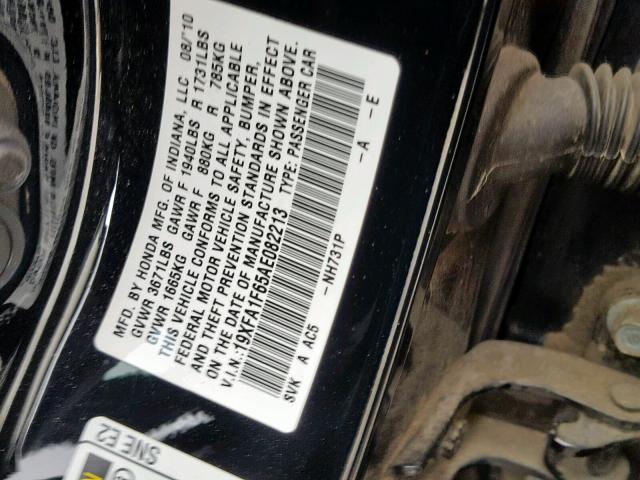 MFD. BY HONDA MFG. OF INDIANA, LLC 08/'10
GVWR 3671LBS GAWR F 1940LBS R 1731LBS
GVWR 1665KG GAWR F 880KG R 785KG
THIS VEHICLE CONFORMS TO ALL APPLICABLE
FEDERAL MOTOR VEHICLE SAFETY, BUMPER,
AND THEFT PREVENTION STANDARDS IN EFFECT
ON THE DATE OF MANUFACTURE SHOWN ABOVE.
V.I.N.:19XFA1F65AE082213 TYPE: PASSENGER CAR
SVK A AC5 -NH731P -A -E
SNE E2